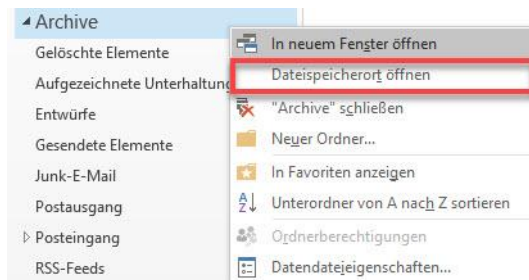 Archive
Gelöschte Elemente
Aufgezeichnete Unterhaltung
Entwürfe
Gesendete Elemente
Junk-E-Mail
Postausgang
Posteingang
RSS-Feeds
In neuem Fenster öffnen
Dateispeicherort öffnen
"Archive" schließen
Neuer Ordner...
In Favoriten anzeigen
Unterordner von A nach Z sortieren
Ordnerberechtigungen
Datendateieigenschaften...